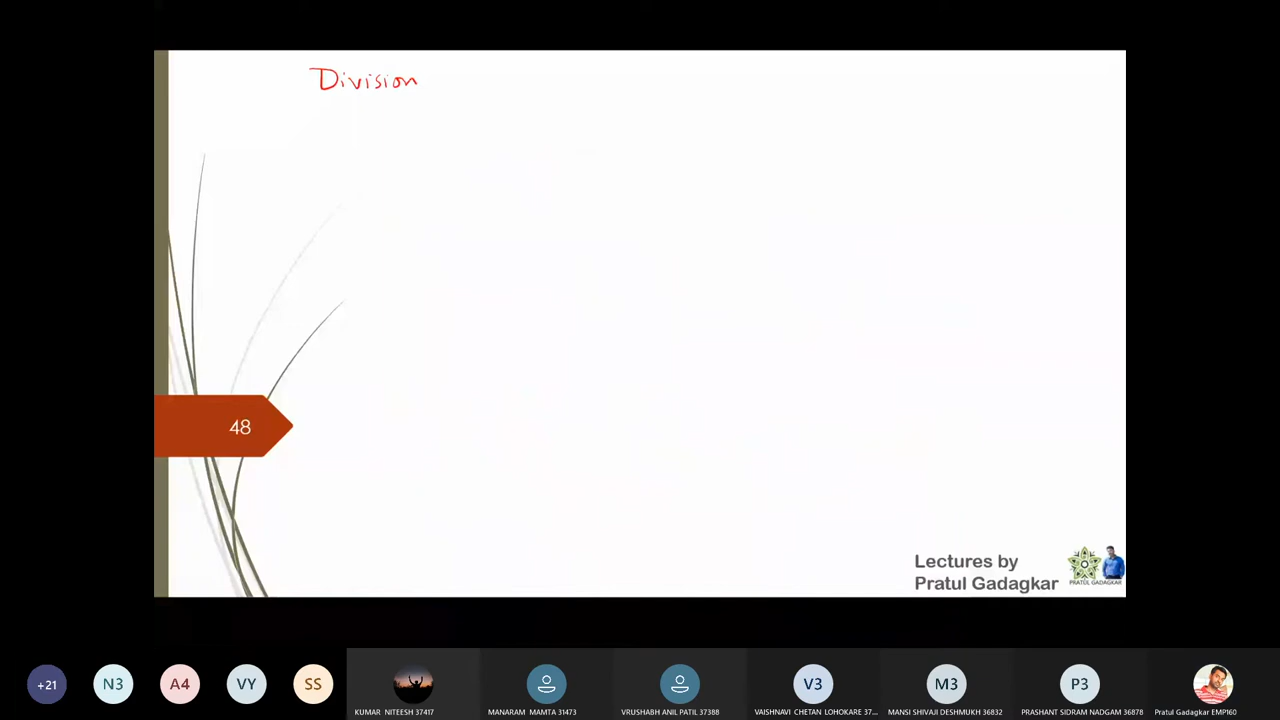 Division
48
Lectures by
Pratul Gadagkar
PRATUL GADAGKAR
+21
N3
A4
VY
SS
V3
M3
P3
KUMAR NITEESH 37417
MANARAM MAMTA 31473
VRUSHABH ANIL PATIL 37388
VAISHNAVI CHETAN LOHOKARE 37...
MANSI SHIVAJI DESHMUKH 36832
PRASHANT SIDRAM NADGAM 36878
Pratul Gadagkar EMP160